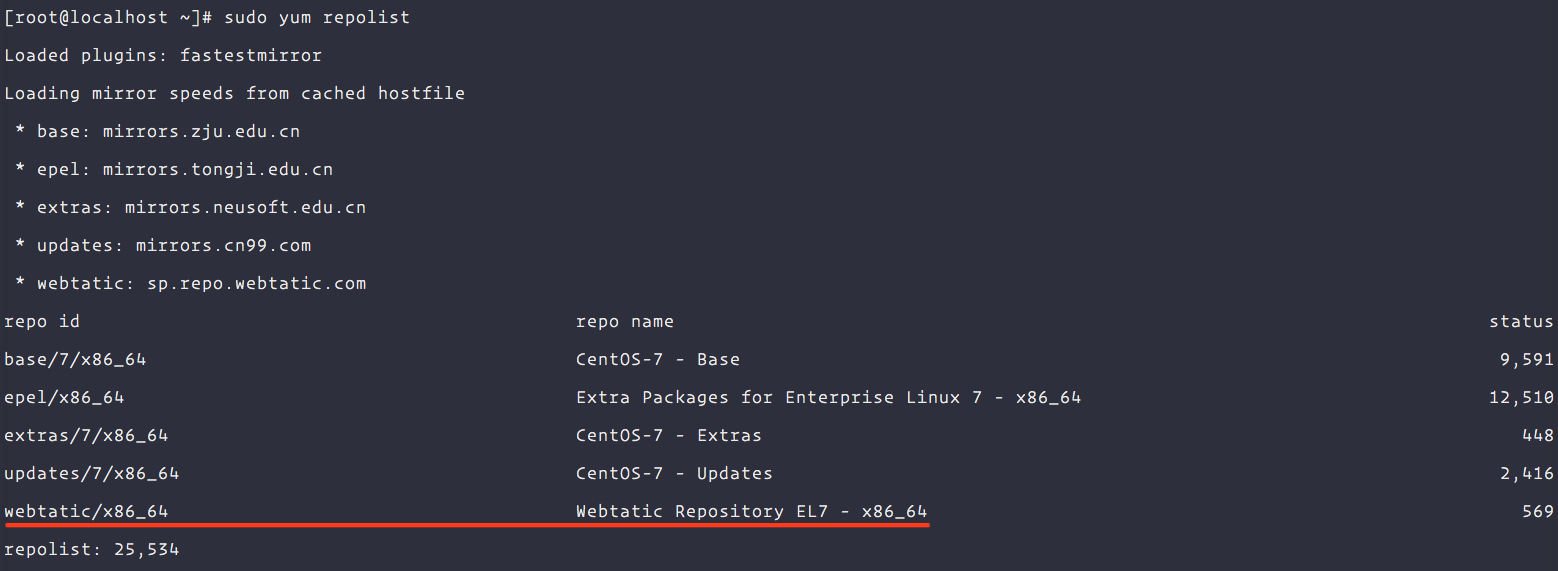 [root@localhost ~]# sudo yum repolist
Loaded plugins: fastestmirror
Loading mirror speeds from cached hostfile
 * base: mirrors.zju.edu.cn
 * epel: mirrors.tongji.edu.cn
 * extras: mirrors.neusoft.edu.cn
 * updates: mirrors.cn99.com
 * webtatic: sp.repo.webtatic.com
repo id repo name status
base/7/x86_64 CentOS-7 - Base 9,591
epel/x86_64 Extra Packages for Enterprise Linux 7 - x86_64 12,510
extras/7/x86_64 CentOS-7 - Extras 448
updates/7/x86_64 CentOS-7 - Updates 2,416
webtatic/x86_64 Webtatic Repository EL7 - x86_64 569
repolist: 25,534